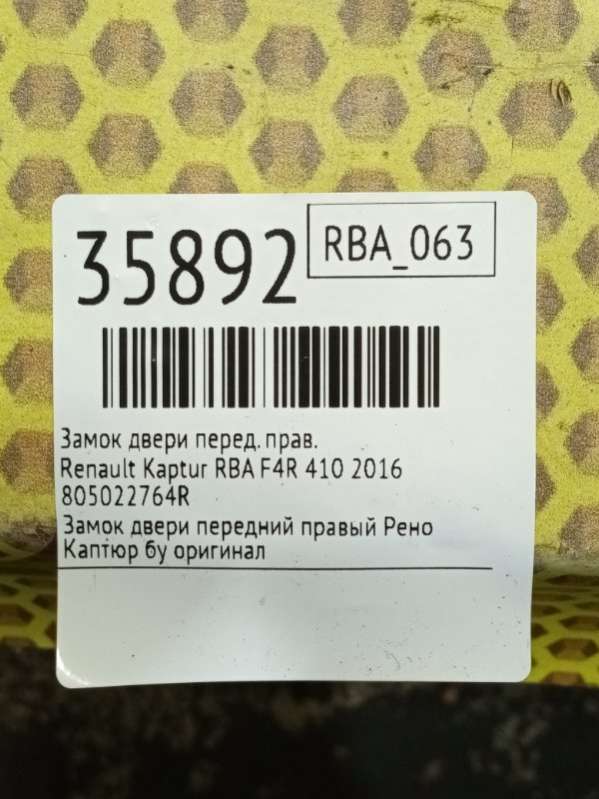 35892
RBA_063
Замок двери перед. прав.
Renault Kaptur RBA F4R 410 2016
805022764R
Замок двери передний правый Рено
Каптюр бу оригинал